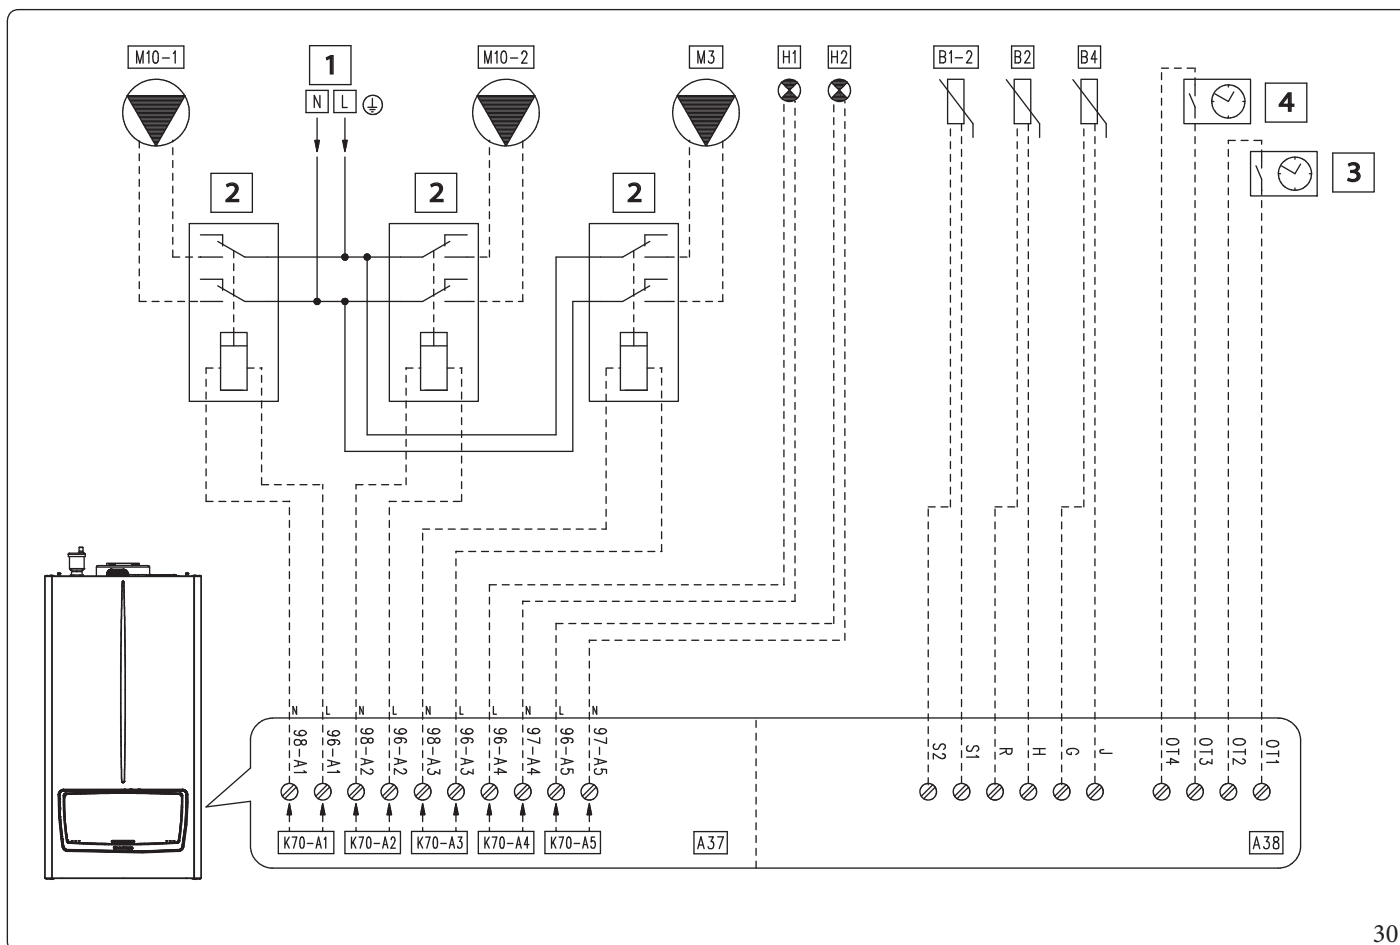 M10-1
1
M10-2
M3
H1
H2
B1-2
B2
B4
N
L
4
3
2
2
2
N
L
N
L
N
L
L
N
L
N
98-A1
96-A1
98-A2
96-A2
98-A3
96-A3
96-A4
97-A4
96-A5
97-A5
S2
S1
R
H
G
J
OT4
OT3
OT2
OT1
K70-A1
K70-A2
K70-A3
K70-A4
K70-A5
A37
A38
30